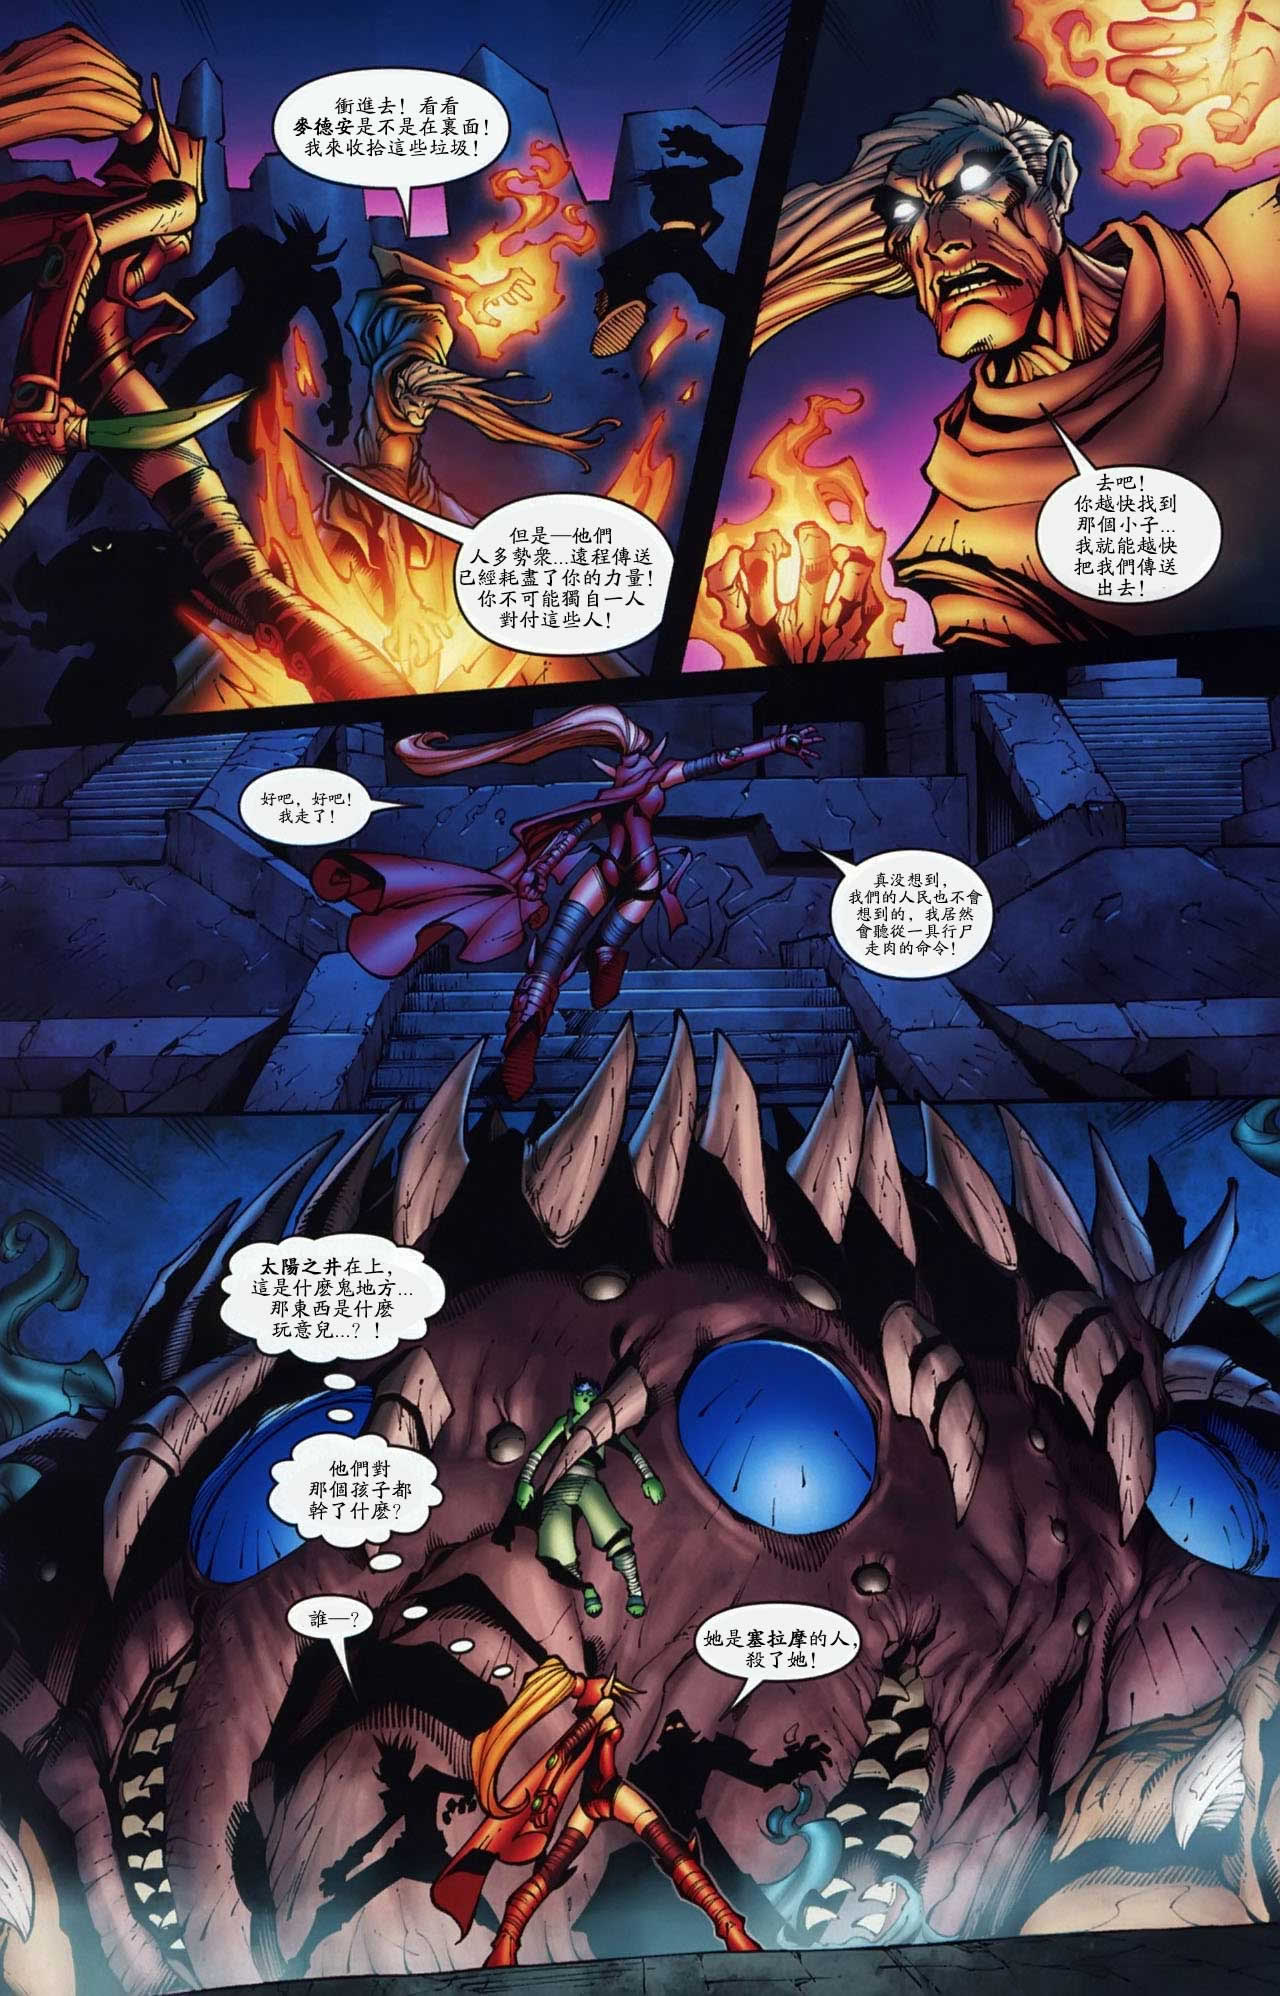 衝進去！看看
麥德安是不是在裏面！
我來收拾這些垃圾！
但是—他們
人多勢衆...遠程傳送
已經耗盡了你的力量！
你不可能獨自一人
對付這些人！
去吧！
你越快找到
那個小子...
我就能越快
把我們傳送
出去！
好吧，好吧！
我走了！
真没想到，
我們的人民也不會
想到的，我居然
會聽從一具行尸
走肉的命令！
太陽之井在上，
這是什麽鬼地方...
那東西是什麽
玩意兒...？！
他們對
那個孩子都
幹了什麽？
誰—？
她是塞拉摩的人，
殺了她！